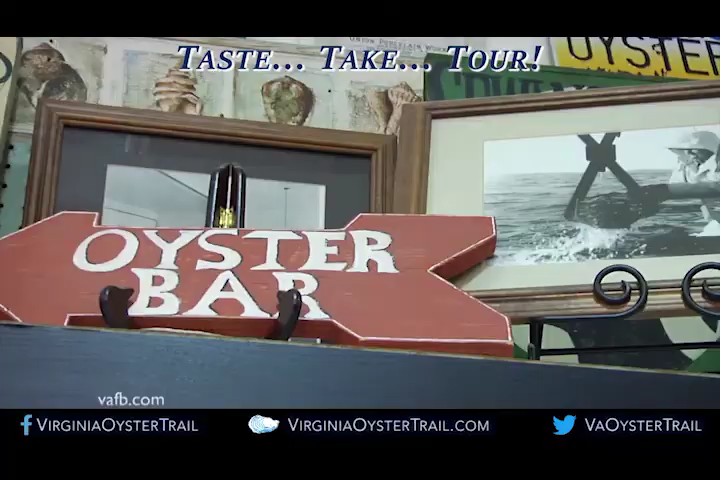 TASTE... TAKE... TOUR!
OYSTER
OYSTER
BAR
vafb.com
VIRGINIAOYSTERTRAIL
VIRGINIAOYSTERTRAIL.COM
VAOYSTERTRAIL